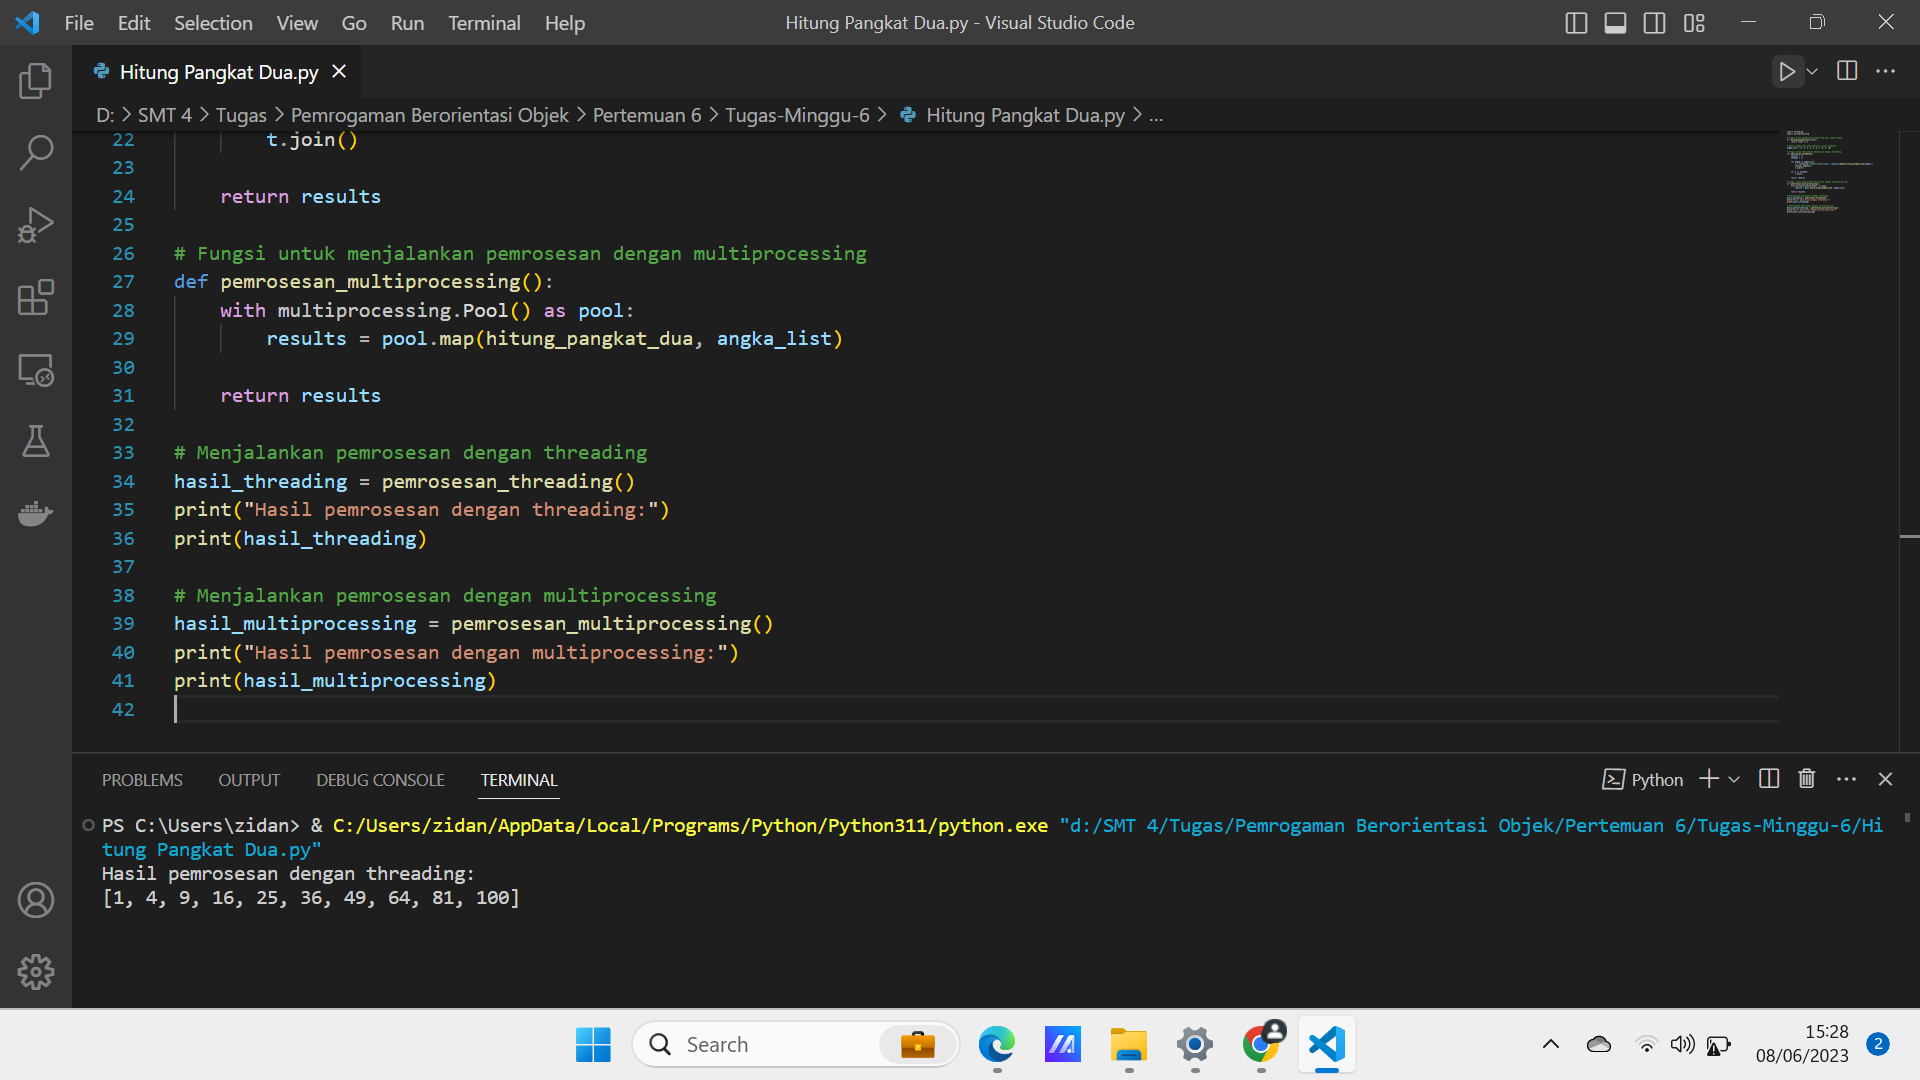 File Edit Selection View Go Run Terminal Help
Hitung Pangkat Dua.py - Visual Studio Code
Hitung Pangkat Dua.py
D: > SMT 4 > Tugas > Pemrogaman Berorientasi Objek > Pertemuan 6 > Tugas-Minggu-6 > Hitung Pangkat Dua.py > ...
22 t.join()
23
24 return results
25
26 # Fungsi untuk menjalankan pemrosesan dengan multiprocessing
27 def pemrosesan_multiprocessing():
28 with multiprocessing.Pool() as pool:
29 results = pool.map(hitung_pangkat_dua, angka_list)
30
31 return results
32
33 # Menjalankan pemrosesan dengan threading
34 hasil_threading = pemrosesan_threading()
35 print("Hasil pemrosesan dengan threading:")
36 print(hasil_threading)
37
38 # Menjalankan pemrosesan dengan multiprocessing
39 hasil_multiprocessing = pemrosesan_multiprocessing()
40 print("Hasil pemrosesan dengan multiprocessing:")
41 print(hasil_multiprocessing)
42
PROBLEMS OUTPUT DEBUG CONSOLE TERMINAL
Python
PS C:\Users\zidan> & C:/Users/zidan/AppData/Local/Programs/Python/Python311/python.exe "d:/SMT 4/Tugas/Pemrogaman Berorientasi Objek/Pertemuan 6/Tugas-Minggu-6/Hi
tung Pangkat Dua.py"
Hasil pemrosesan dengan threading:
[1, 4, 9, 16, 25, 36, 49, 64, 81, 100]
Search
15:28
08/06/2023
2